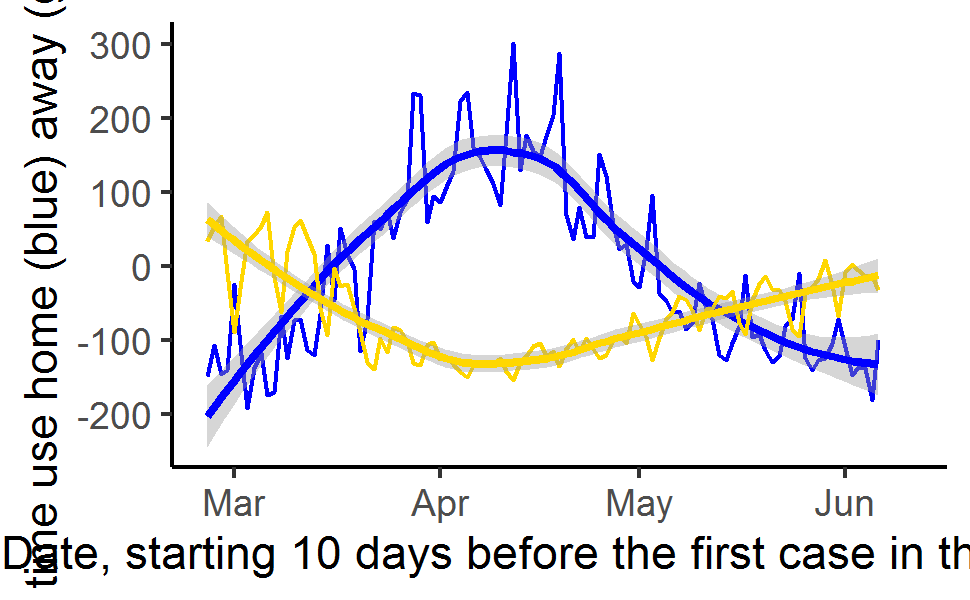 time use home (blue) away (g
300
200
100
0
-100
-200
Mar Apr May Jun
Date, starting 10 days before the first case in th